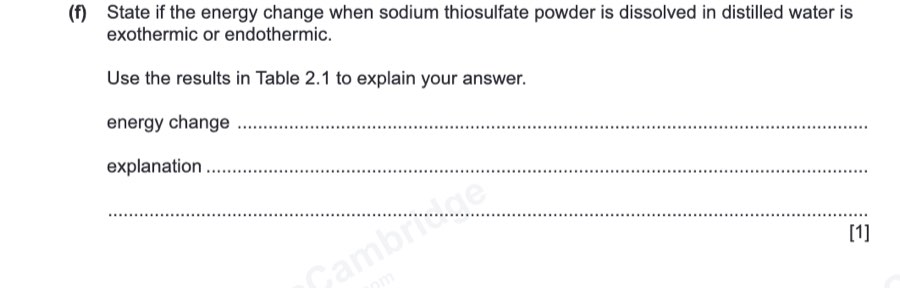 (f) State if the energy change when sodium thiosulfate powder is dissolved in distilled water is
exothermic or endothermic.
Use the results in Table 2.1 to explain your answer.
energy change ..........................................................................................................................
explanation ..........................................................................................................................
..........................................................................................................................
[1]
Cambridge
om